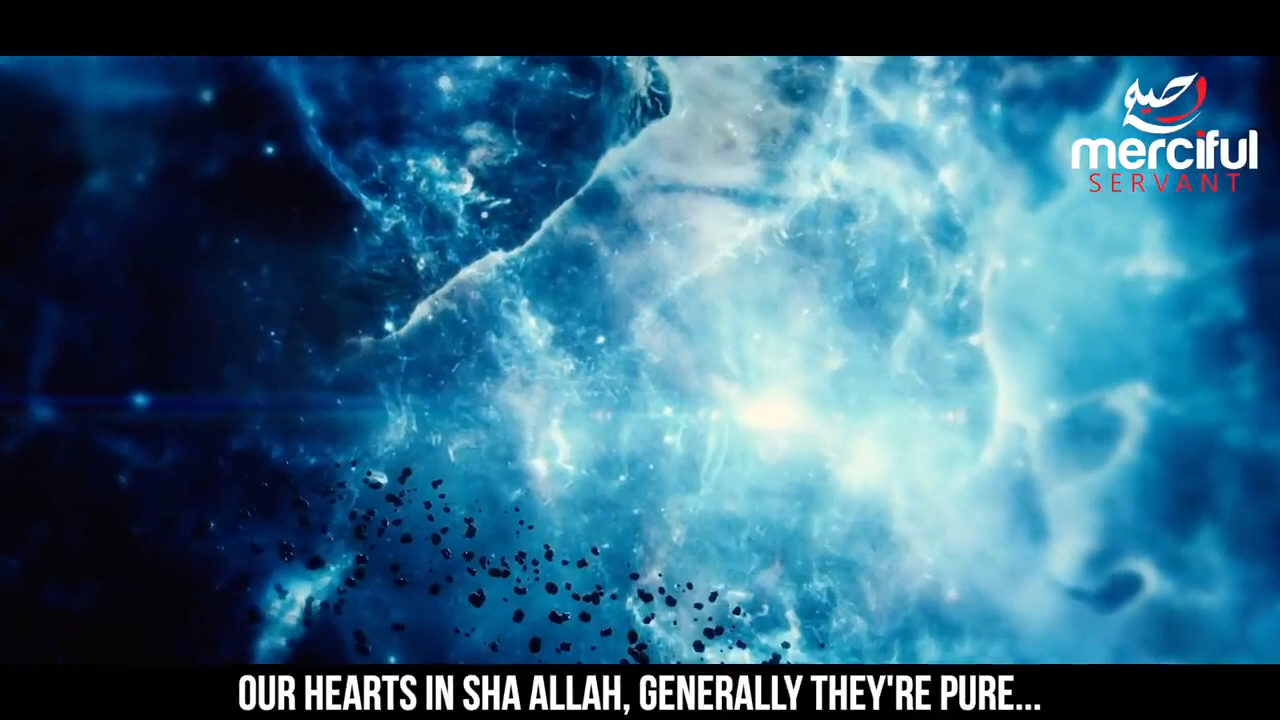 merciful
SERVANT
OUR HEARTS IN SHA ALLAH, GENERALLY THEY'RE PURE...